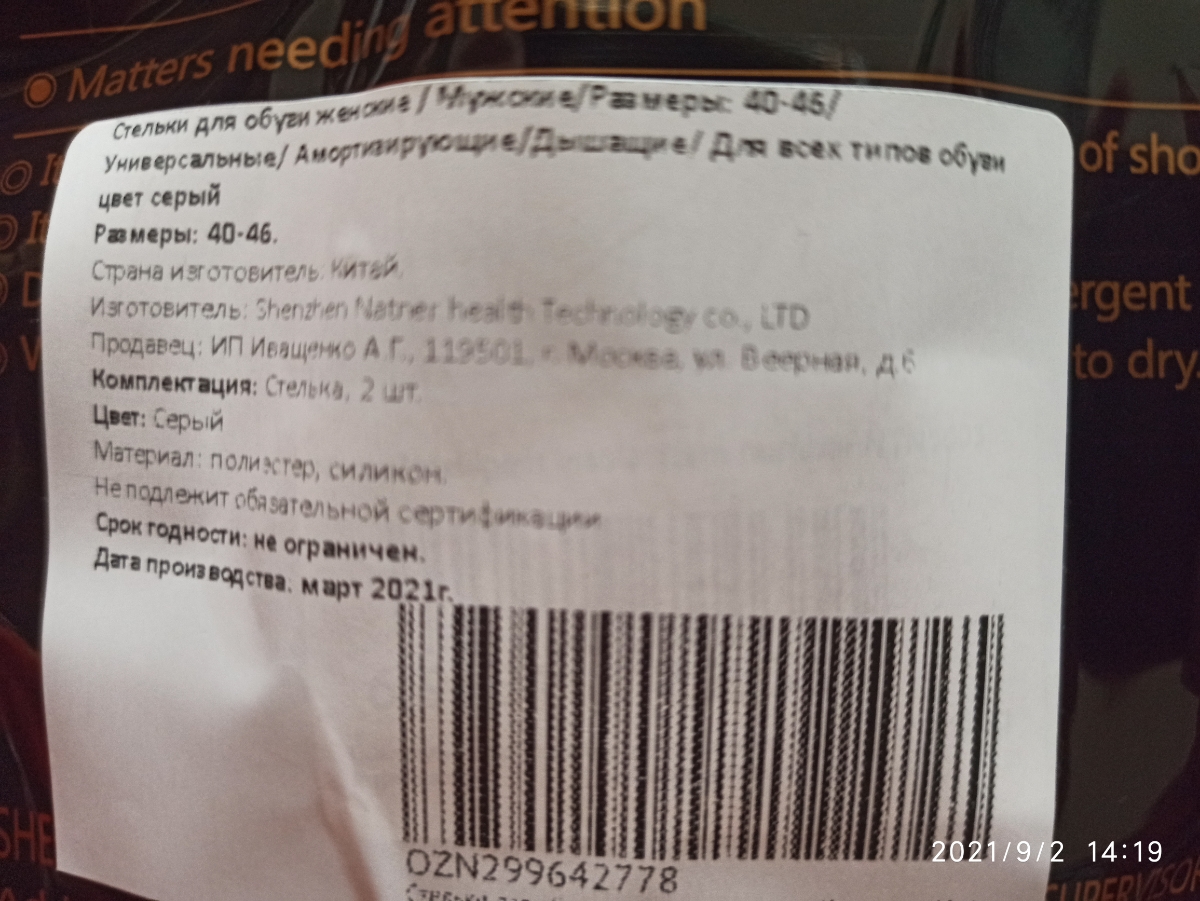 Matters needing attention
Стельки для обуви женские / Мужские/Размеры: 40-46/
Универсальные/ Амортизирующие/Дышащие/ Для всех типов обуви
цвет серый
Размеры: 40-46.
Страна изготовитель: Китай.
Изготовитель: Shenzhen Natner health Technology co., LTD
Продавец: ИП Иващенко А.Г., 119501, г. Москва, ул. Веерная, д.6
Комплектация: Стелька, 2 шт.
Цвет: Серый
Материал: полиэстер, силикон.
Не подлежит обязательной сертификации
Срок годности: не ограничен.
Дата производства. март 2021г.
OZN299642778
of sho
ergent
to dry.
SHE
SUPERVISOR
2021/9/2 14:19